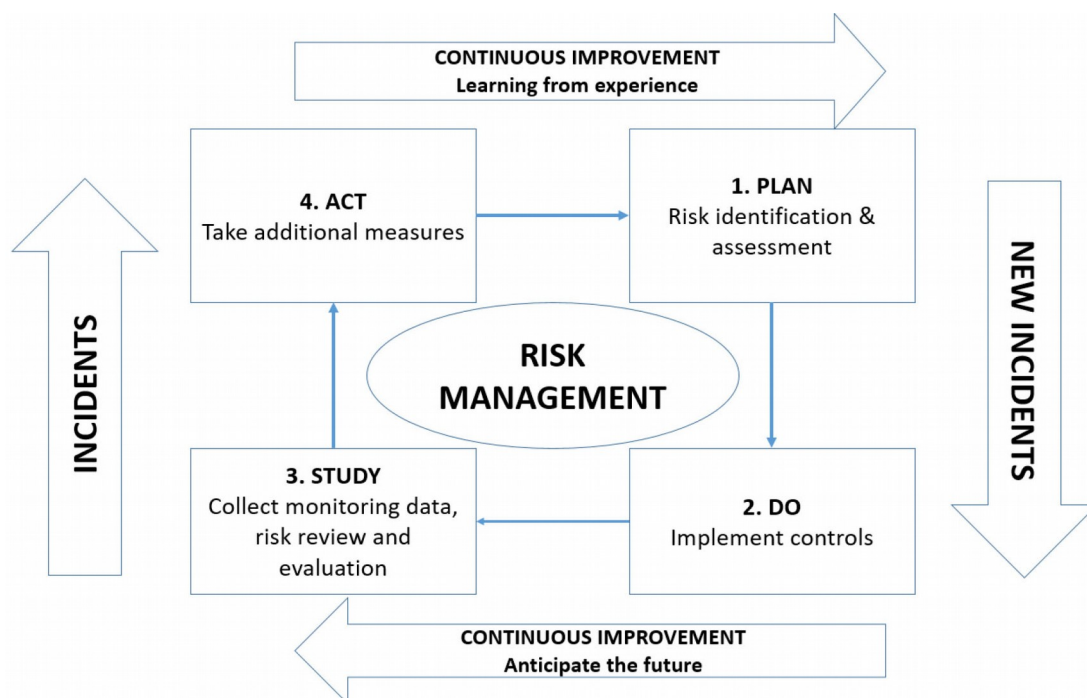 CONTINUOUS IMPROVEMENT
Learning from experience
4. ACT
Take additional measures
1. PLAN
Risk identification &
assessment
INCIDENTS
RISK
MANAGEMENT
NEW INCIDENTS
3. STUDY
Collect monitoring data,
risk review and
evaluation
2. DO
Implement controls
CONTINUOUS IMPROVEMENT
Anticipate the future